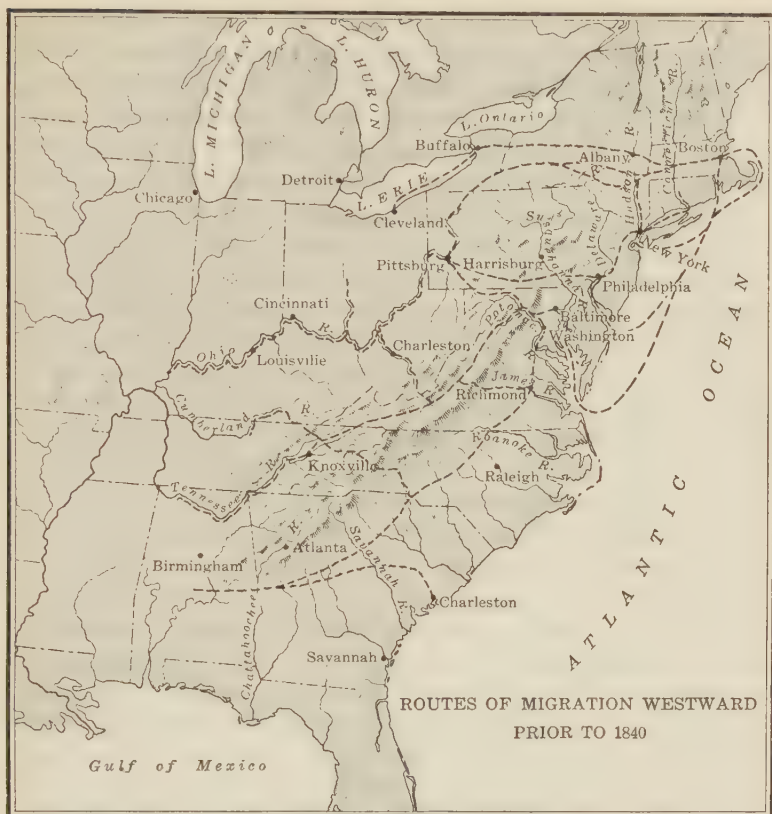 L. MICHIGAN
L. HURON
L. Ontario
L. ERIE
Buffalo
Albany
Boston
Hudson R.
Connecticut R.
Chicago
Detroit
Cleveland
Susquehanna R.
Delaware R.
New York
Pittsburg
Harrisburg
Philadelphia
Cincinnati
Potomac
Baltimore
Washington
Ohio R.
Louisville
Charleston
James R.
Richmond
Cumberland R.
Roanoke R.
Tennessee R.
Knoxville
Raleigh
Savannah R.
Birmingham
Atlanta
Chattahoochee R.
Charleston
Savannah
ATLANTIC OCEAN
ROUTES OF MIGRATION WESTWARD
PRIOR TO 1840
Gulf of Mexico